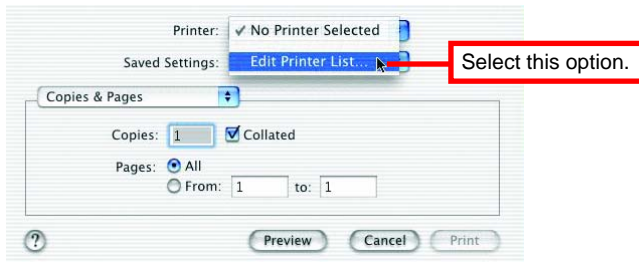 Printer: ✓ No Printer Selected
Saved Settings: Edit Printer List...
Select this option.
Copies & Pages
Copies: 1 Collated
Pages: All
From: 1 to: 1
? Preview Cancel Print